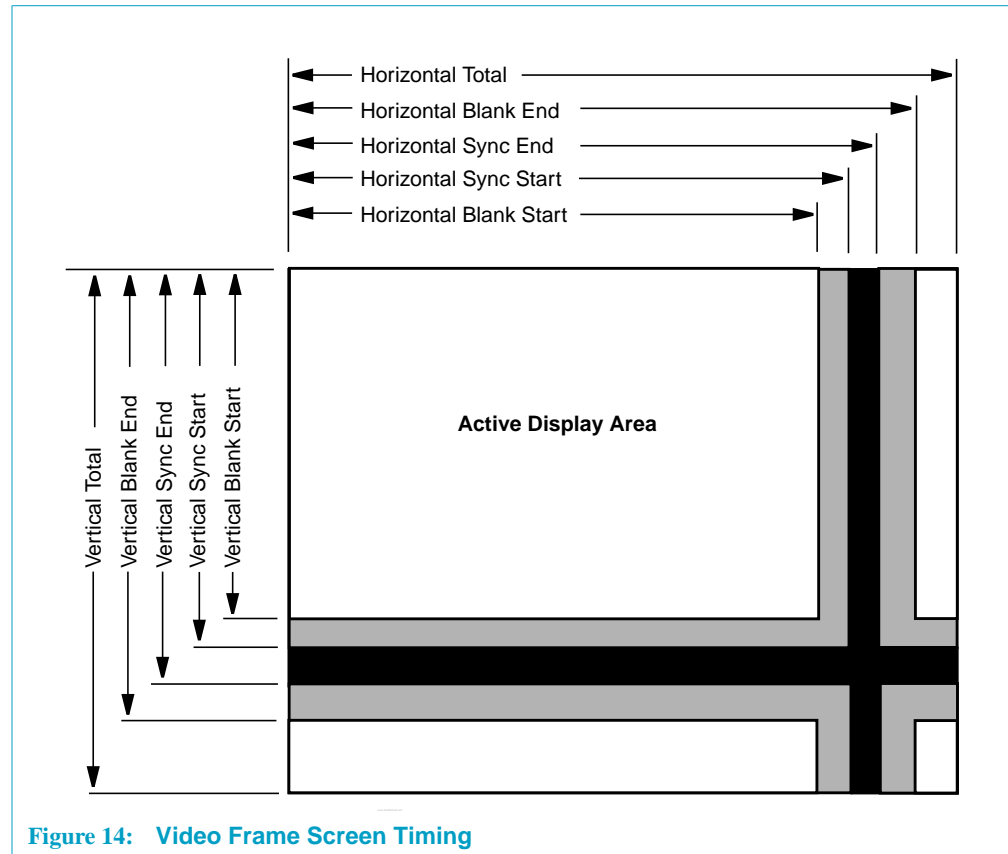 Horizontal Total
Horizontal Blank End
Horizontal Sync End
Horizontal Sync Start
Horizontal Blank Start
Vertical Total
Vertical Blank End
Vertical Sync End
Vertical Sync Start
Vertical Blank Start
Active Display Area
Figure 14: Video Frame Screen Timing